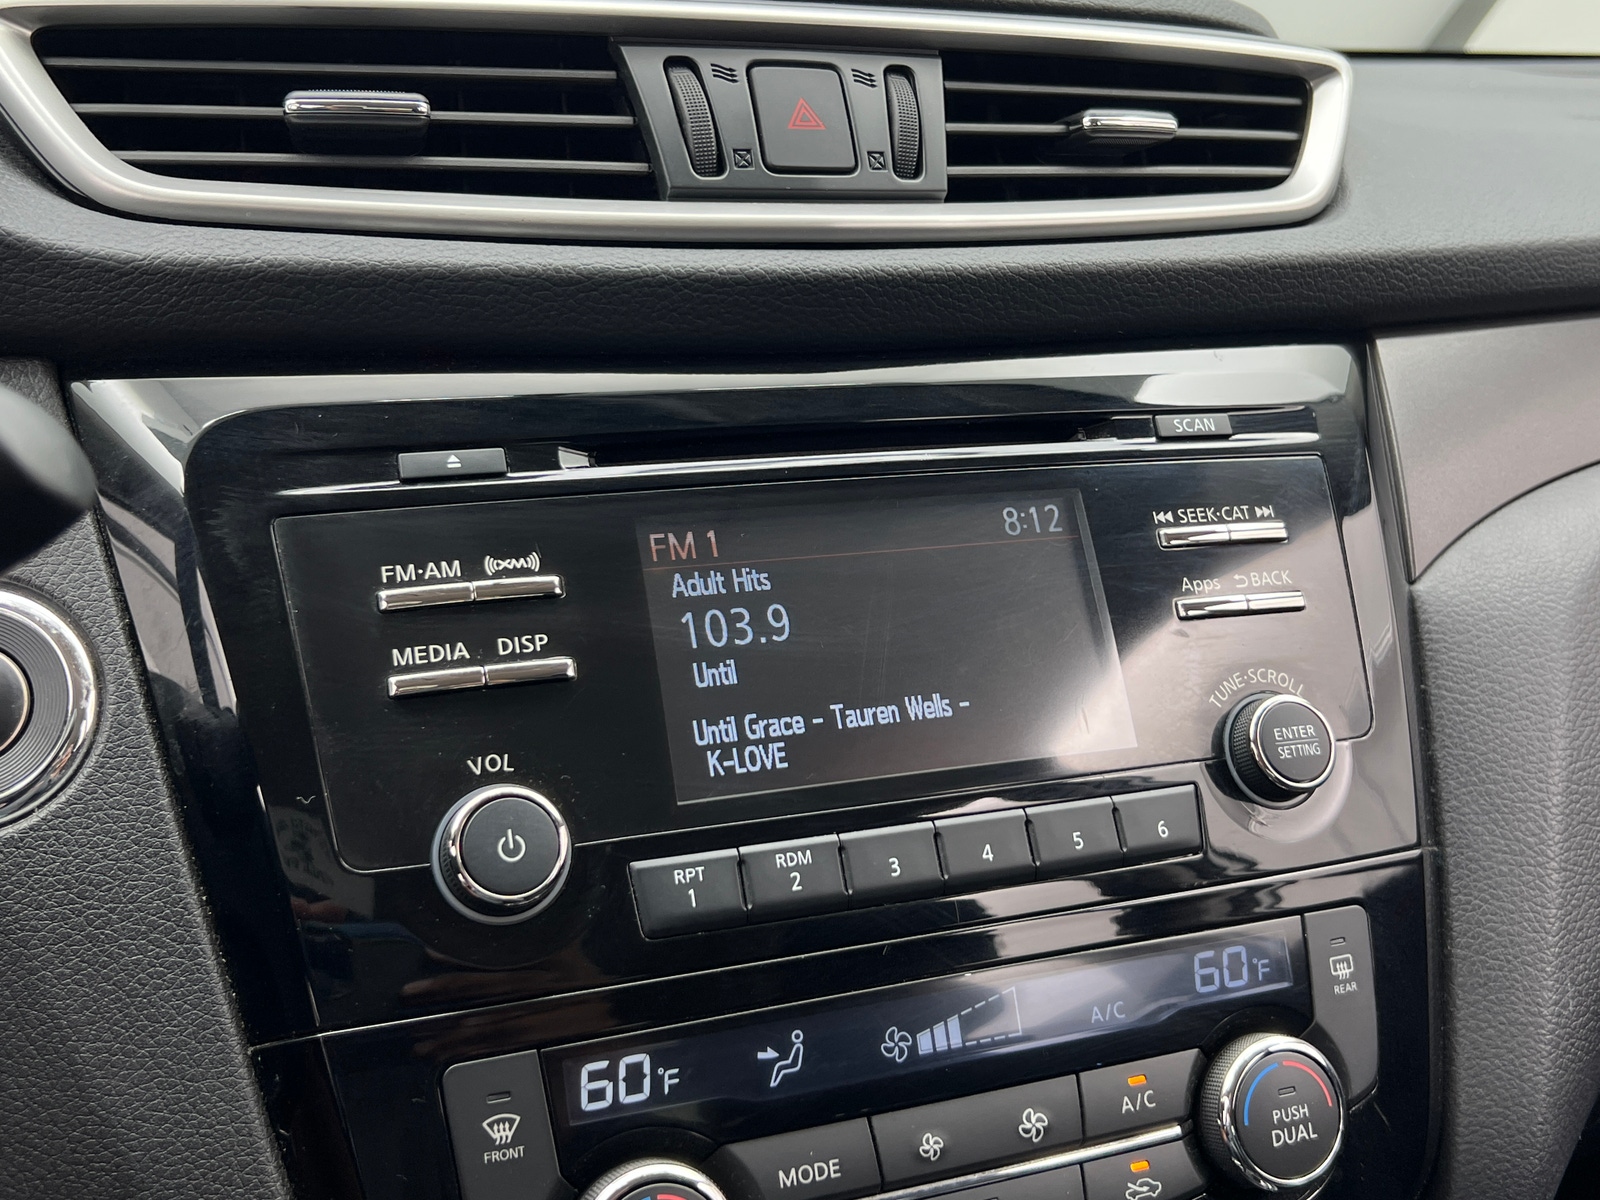 SCAN
FM 1 8:12
Adult Hits
103.9
Until
Until Grace - Tauren Wells -
K-LOVE
FM·AM XM
MEDIA DISP
VOL
SEEK·CAT
Apps BACK
TUNE·SCROLL
ENTER
SETTING
RPT
1
RDM
2
3
4
5
6
60°F A/C 60°F
REAR
FRONT
MODE
A/C
PUSH
DUAL